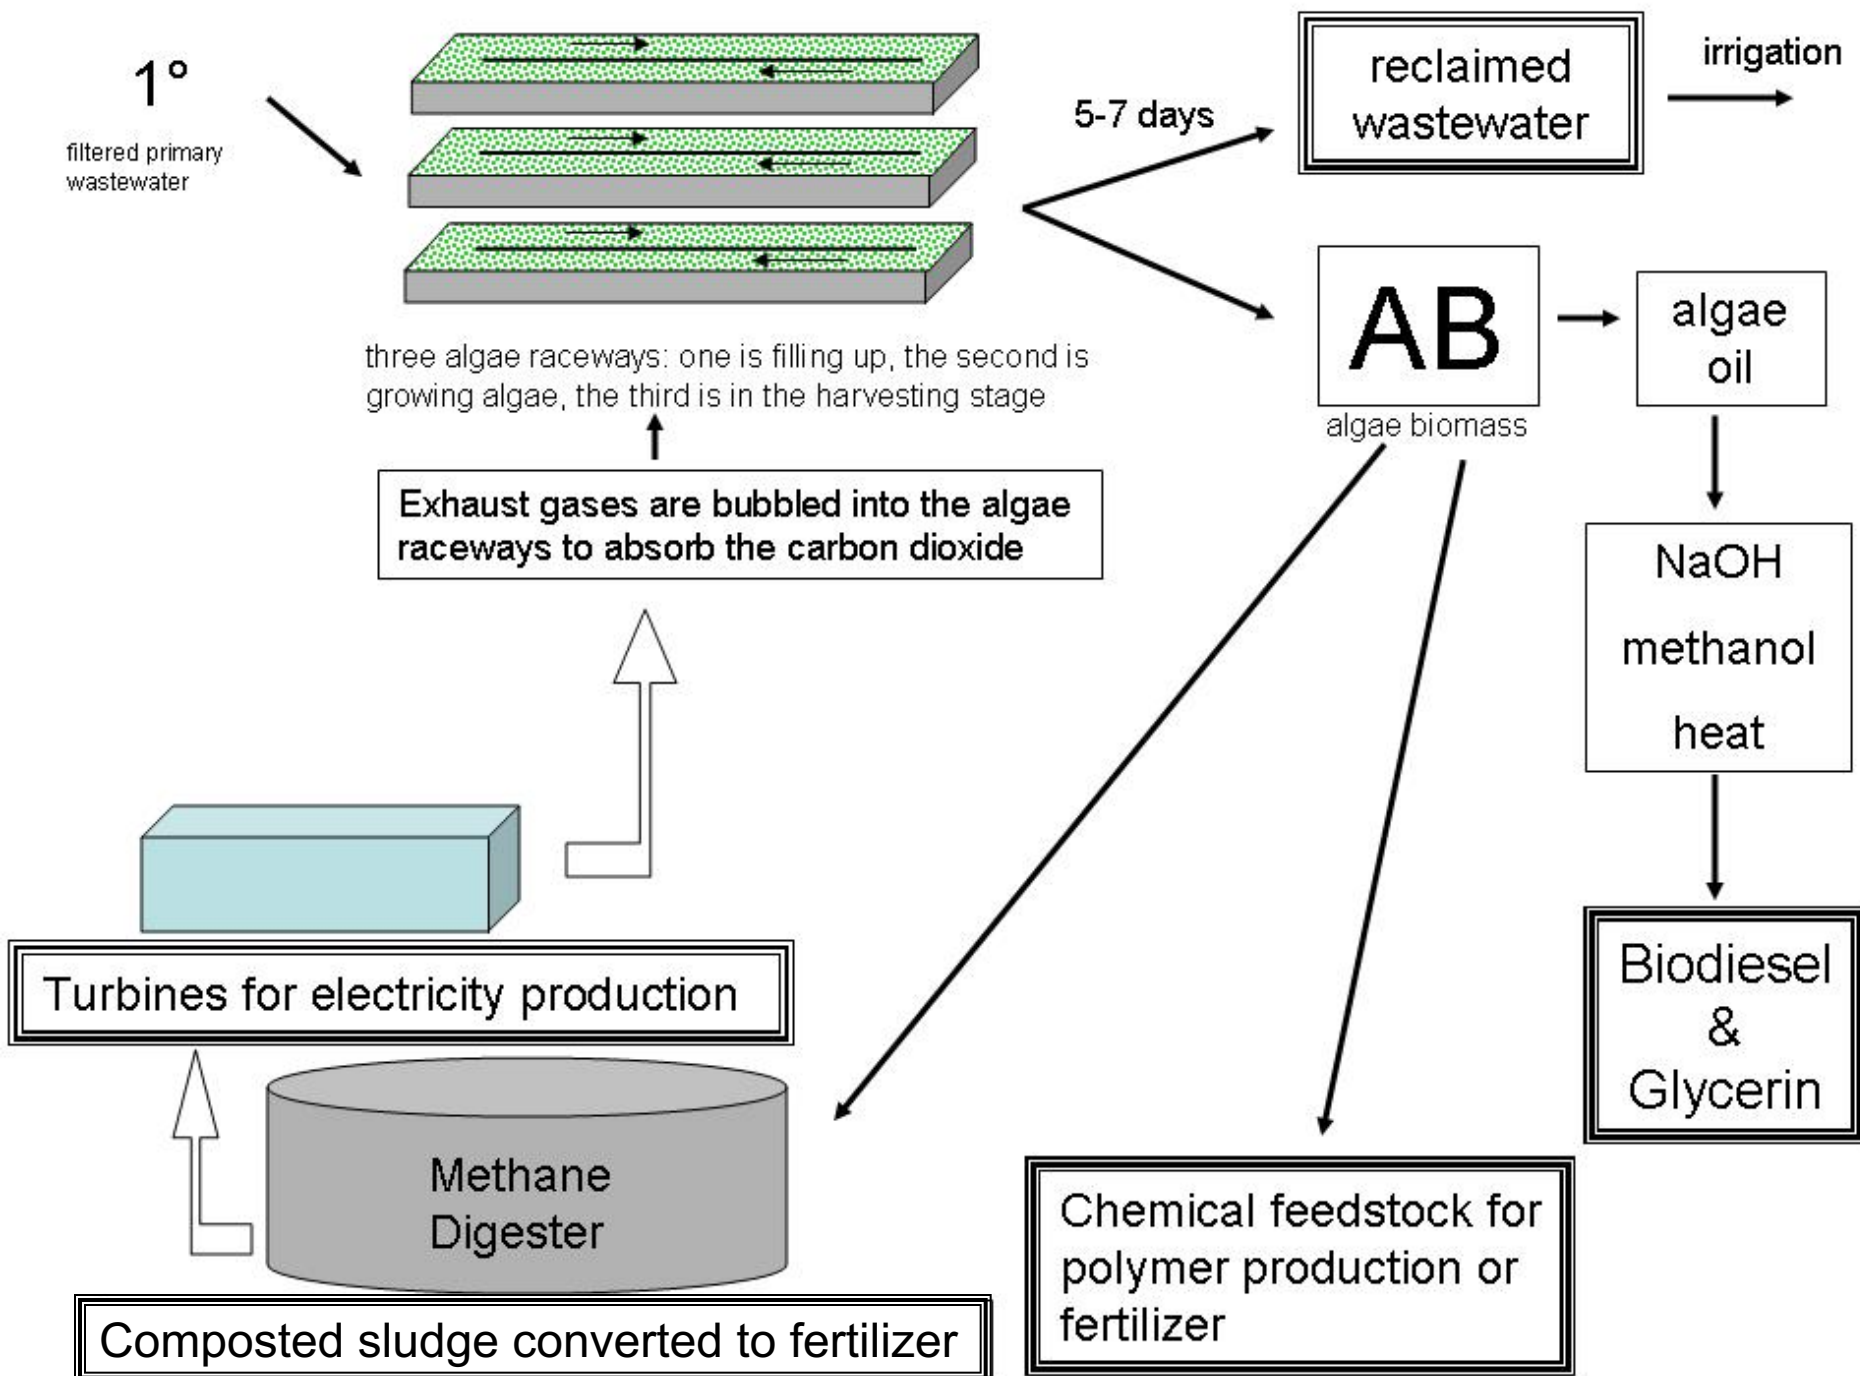 1°
filtered primary
wastewater
5-7 days
reclaimed
wastewater
irrigation
three algae raceways: one is filling up, the second is
growing algae, the third is in the harvesting stage
AB
algae biomass
algae
oil
Exhaust gases are bubbled into the algae
raceways to absorb the carbon dioxide
NaOH
methanol
heat
Biodiesel
&
Glycerin
Turbines for electricity production
Methane
Digester
Composted sludge converted to fertilizer
Chemical feedstock for
polymer production or
fertilizer